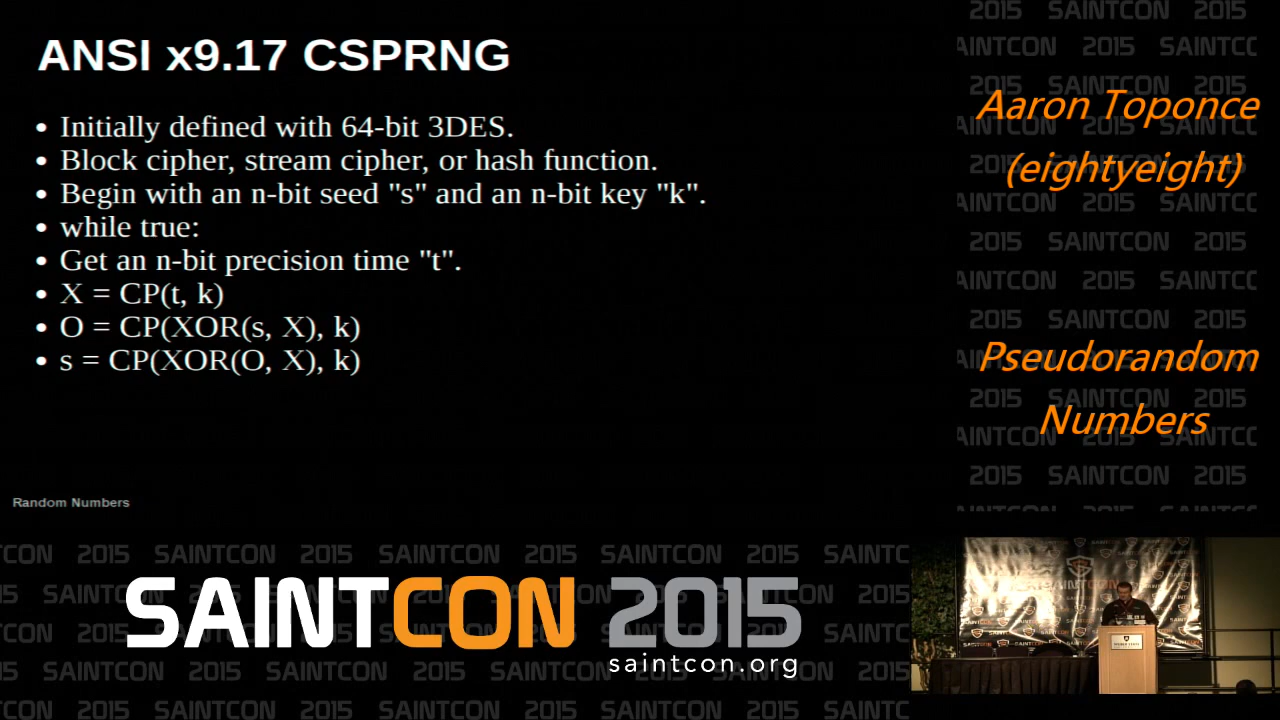 ANSI x9.17 CSPRNG
Initially defined with 64-bit 3DES.
Block cipher, stream cipher, or hash function.
Begin with an n-bit seed "s" and an n-bit key "k".
while true:
Get an n-bit precision time "t".
X = CP(t, k)
O = CP(XOR(s, X), k)
s = CP(XOR(O, X), k)
Random Numbers
Aaron Toponce
(eightyeight)
Pseudorandom
Numbers
SAINTCON 2015
saintcon.org